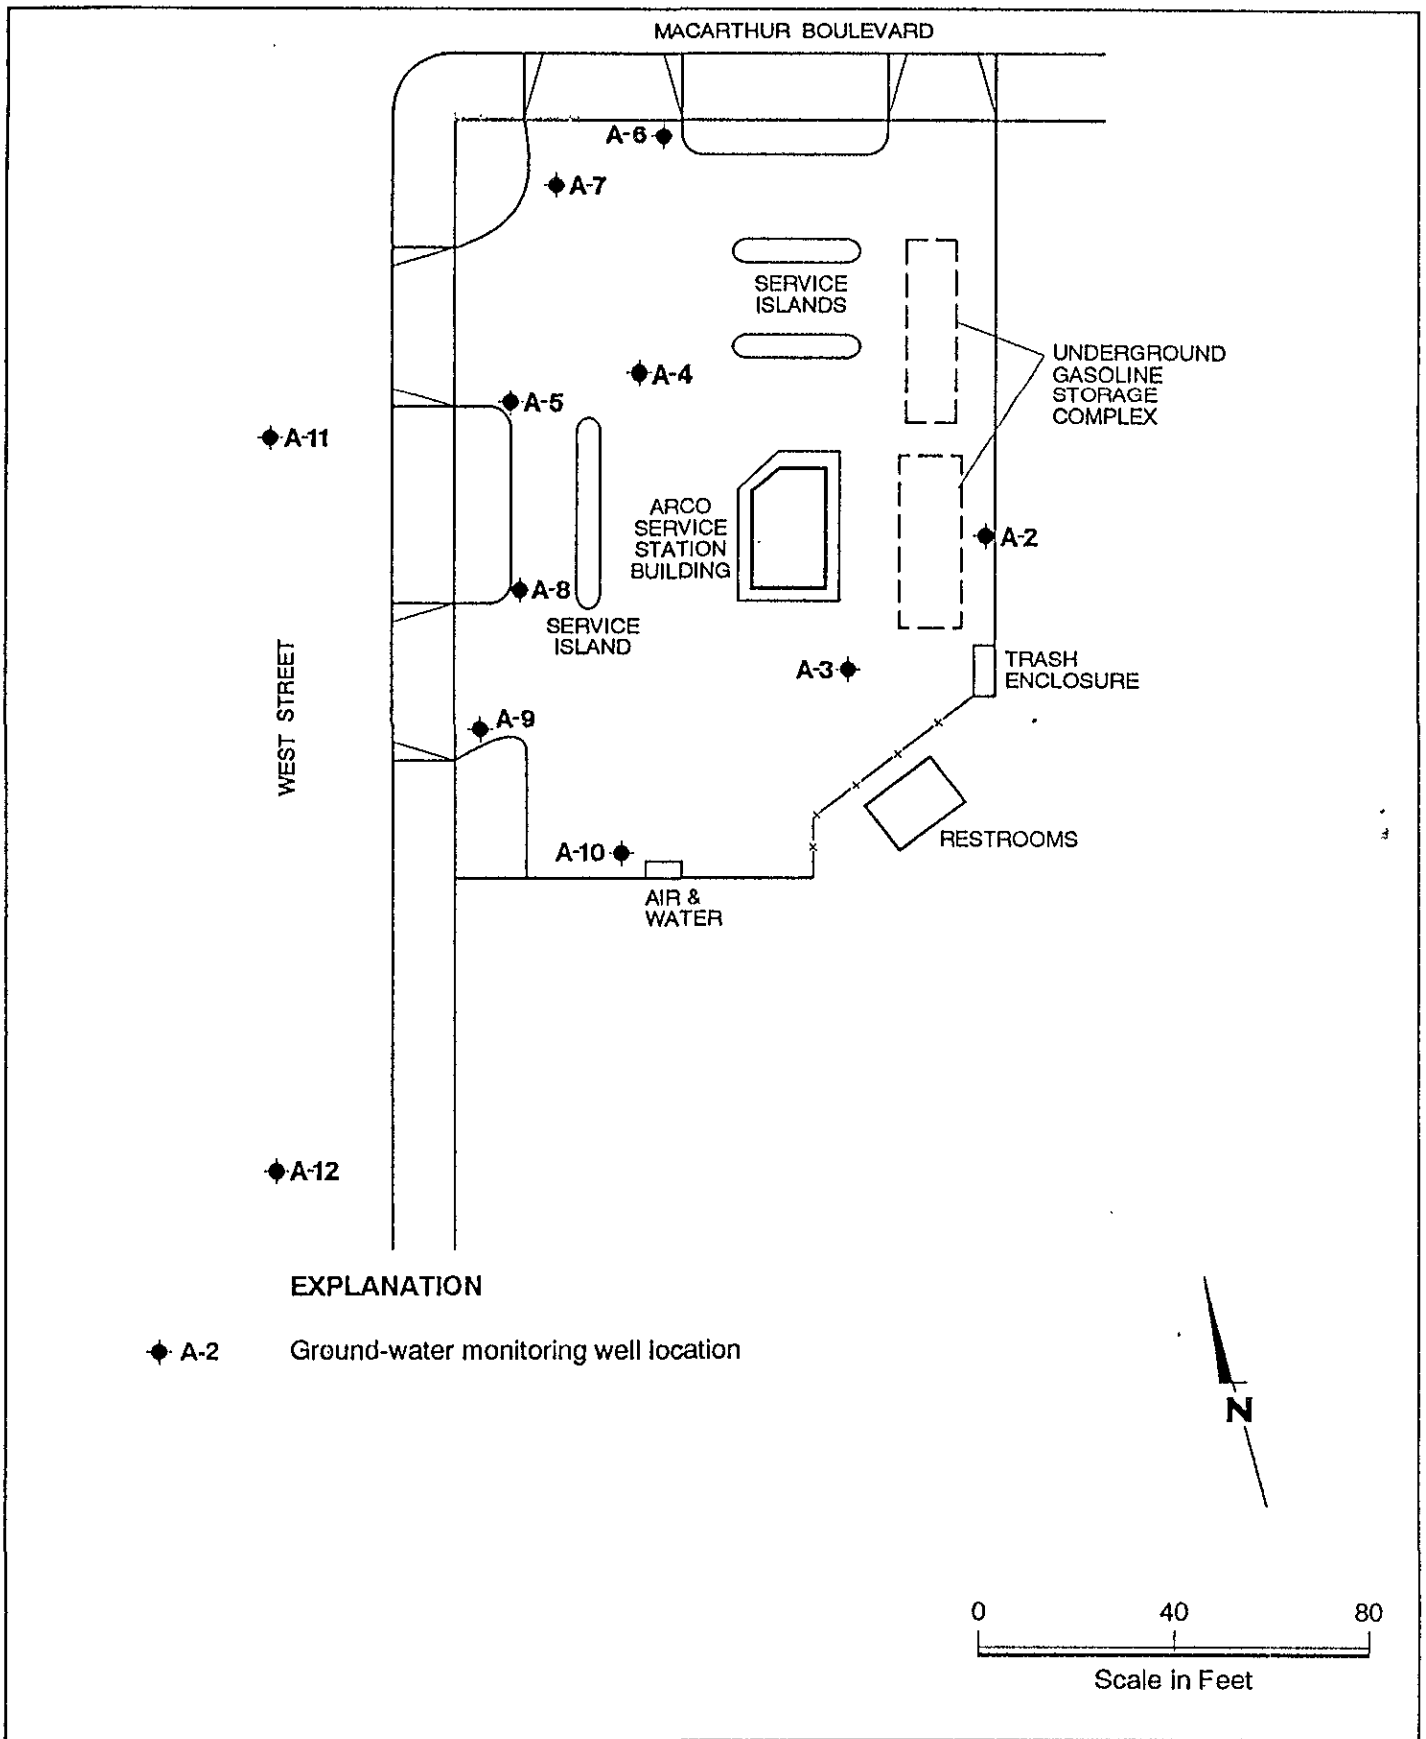 MACARTHUR BOULEVARD
A-6
A-7
SERVICE
ISLANDS
UNDERGROUND
GASOLINE
STORAGE
COMPLEX
A-4
A-5
A-11
ARCO
SERVICE
STATION
BUILDING
A-2
A-8
SERVICE
ISLAND
WEST STREET
A-3
TRASH
ENCLOSURE
A-9
RESTROOMS
A-10
AIR &
WATER
A-12
EXPLANATION
A-2 Ground-water monitoring well location
N
0 40 80
Scale in Feet